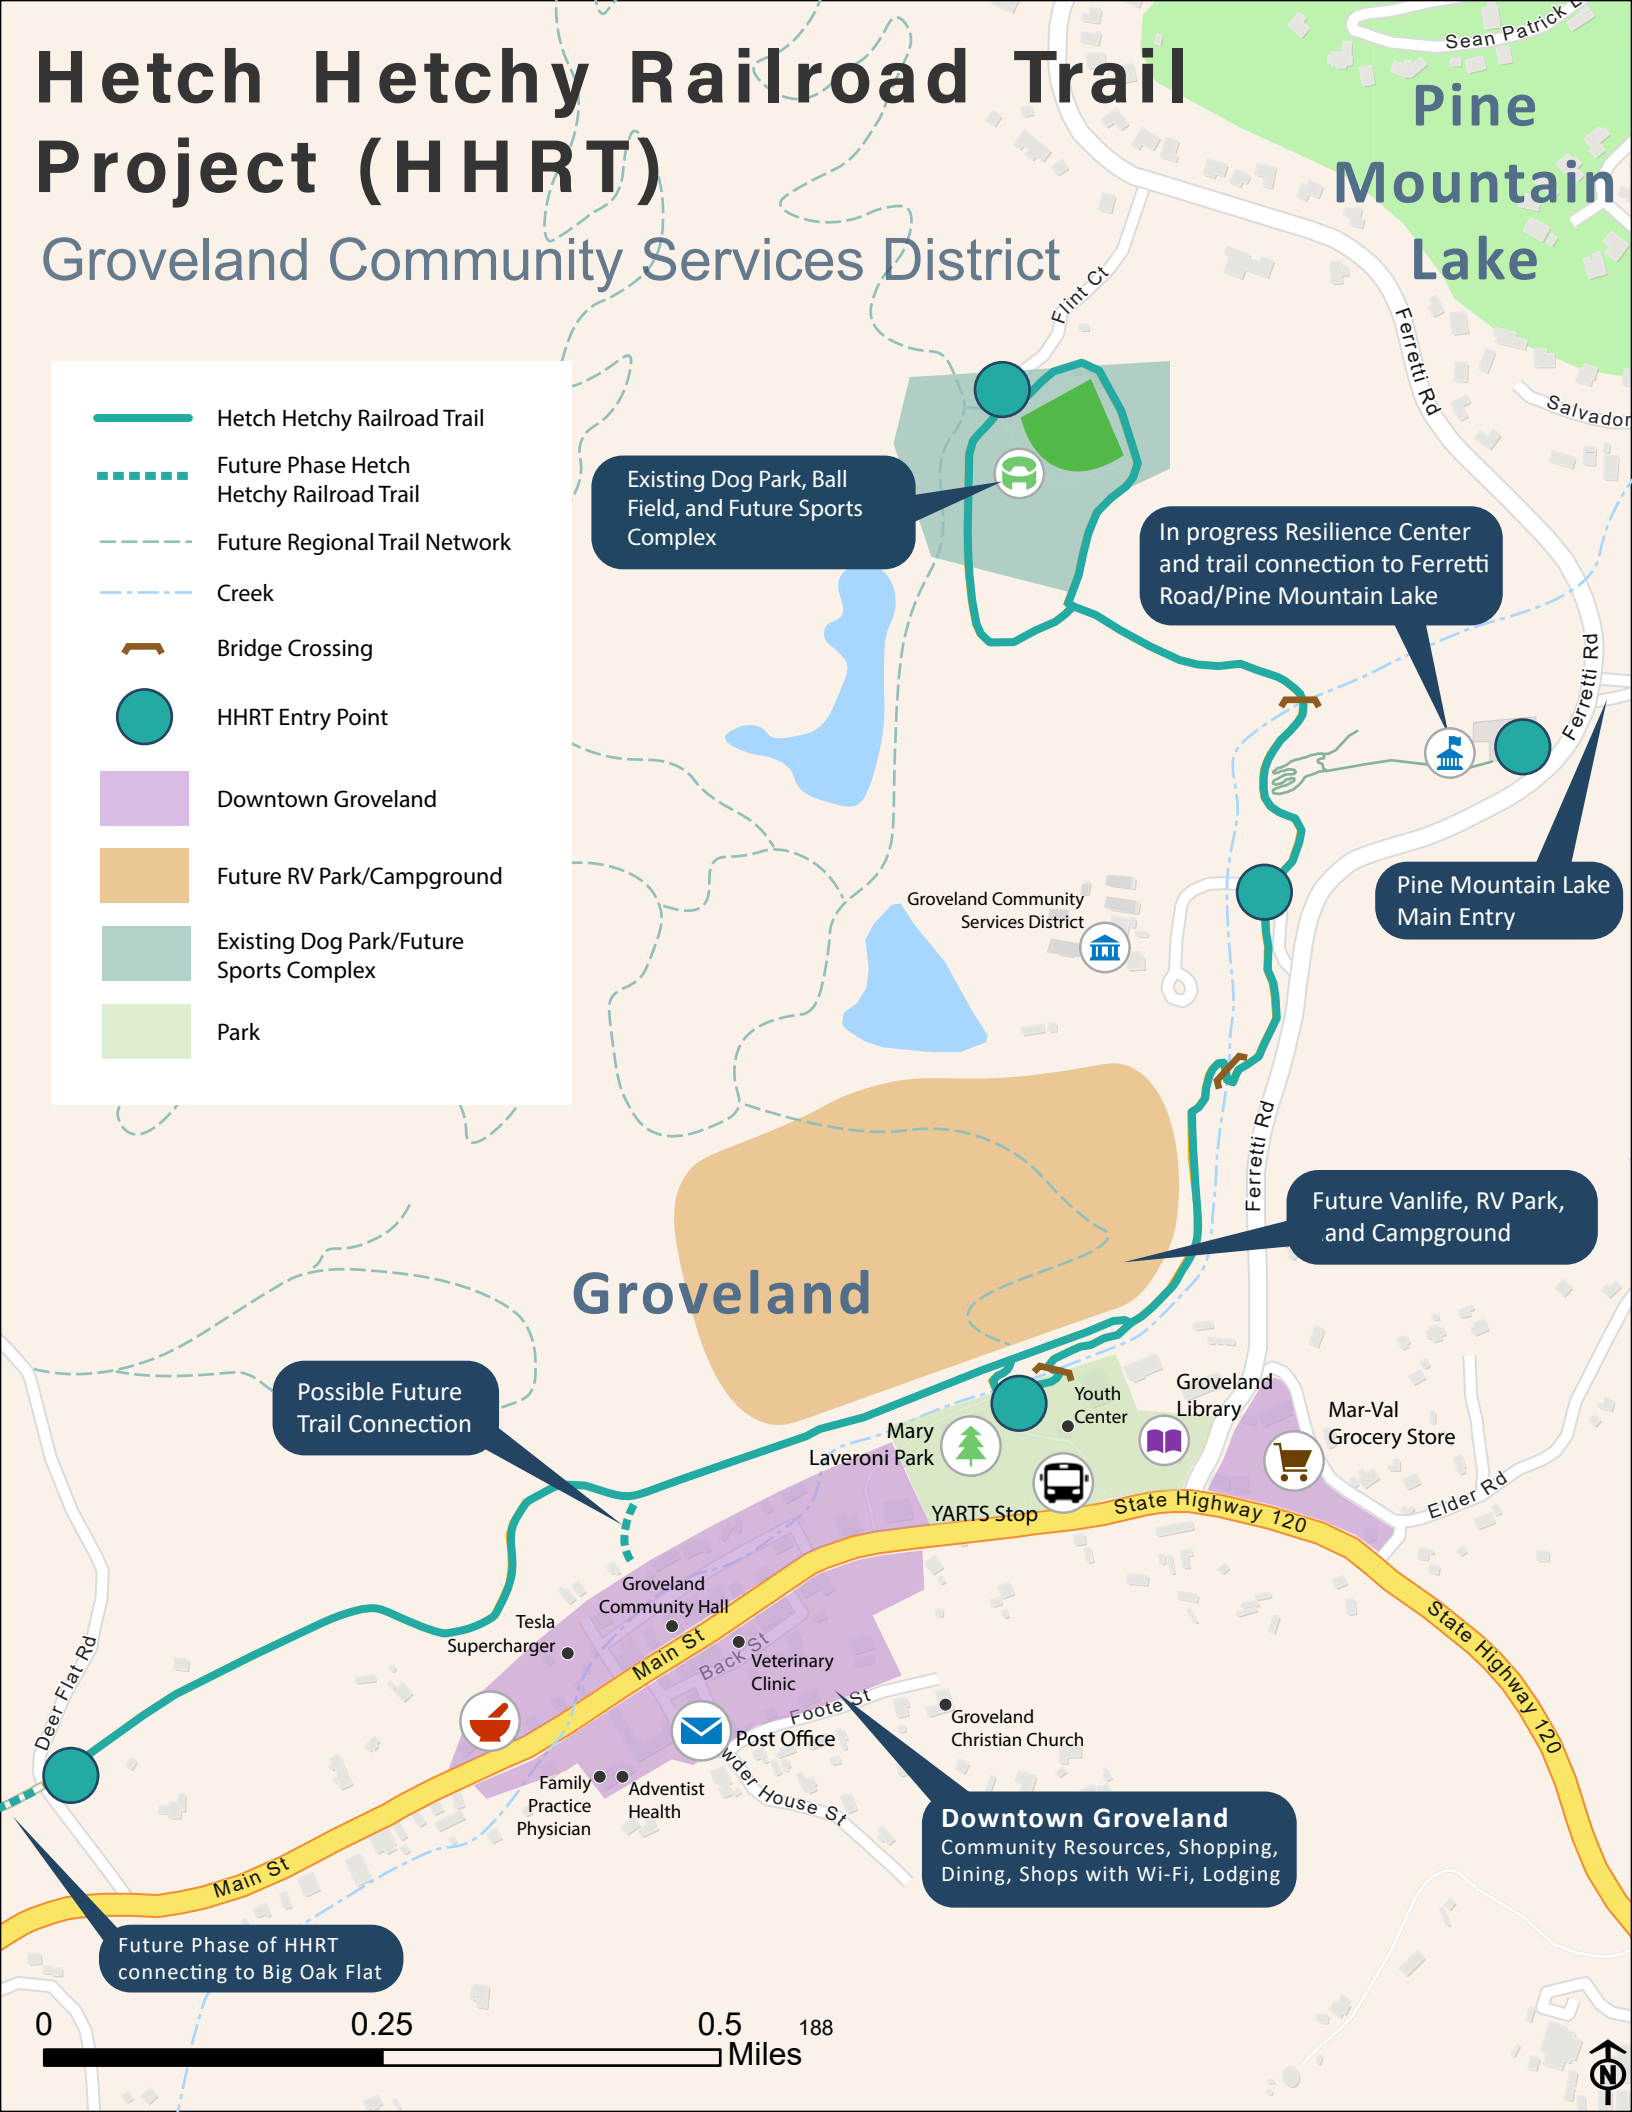 Hetch Hetchy Railroad Trail
Project (HHRT)
Groveland Community Services District
Sean Patrick
Pine
Mountain
Lake
Flint Ct
Ferretti Rd
Salvador
Hetch Hetchy Railroad Trail
Future Phase Hetch
Hetchy Railroad Trail
Future Regional Trail Network
Creek
Bridge Crossing
HHRT Entry Point
Downtown Groveland
Future RV Park/Campground
Existing Dog Park/Future
Sports Complex
Park
Existing Dog Park, Ball
Field, and Future Sports
Complex
In progress Resilience Center
and trail connection to Ferretti
Road/Pine Mountain Lake
Ferretti Rd
Pine Mountain Lake
Main Entry
Groveland Community
Services District
Ferretti Rd
Future Vanlife, RV Park,
.and Campground
Groveland
Possible Future
Trail Connection
Youth
Center
Groveland
Library
Mar-Val
Grocery Store
Mary
Laveroni Park
YARTS Stop
State Highway 120
Elder Rd
State Highway 120
Groveland
Community Hall
Tesla
Supercharger
Main St
Back St
Veterinary
Clinic
Foote St
Post Office
Groveland
Christian Church
wder House St
Family
Practice
Physician
Adventist
Health
Deer Flat Rd
Main St
Downtown Groveland
Community Resources, Shopping,
Dining, Shops with Wi-Fi, Lodging
Future Phase of HHRT
connecting to Big Oak Flat
0
0.25
0.5
188
Miles
N